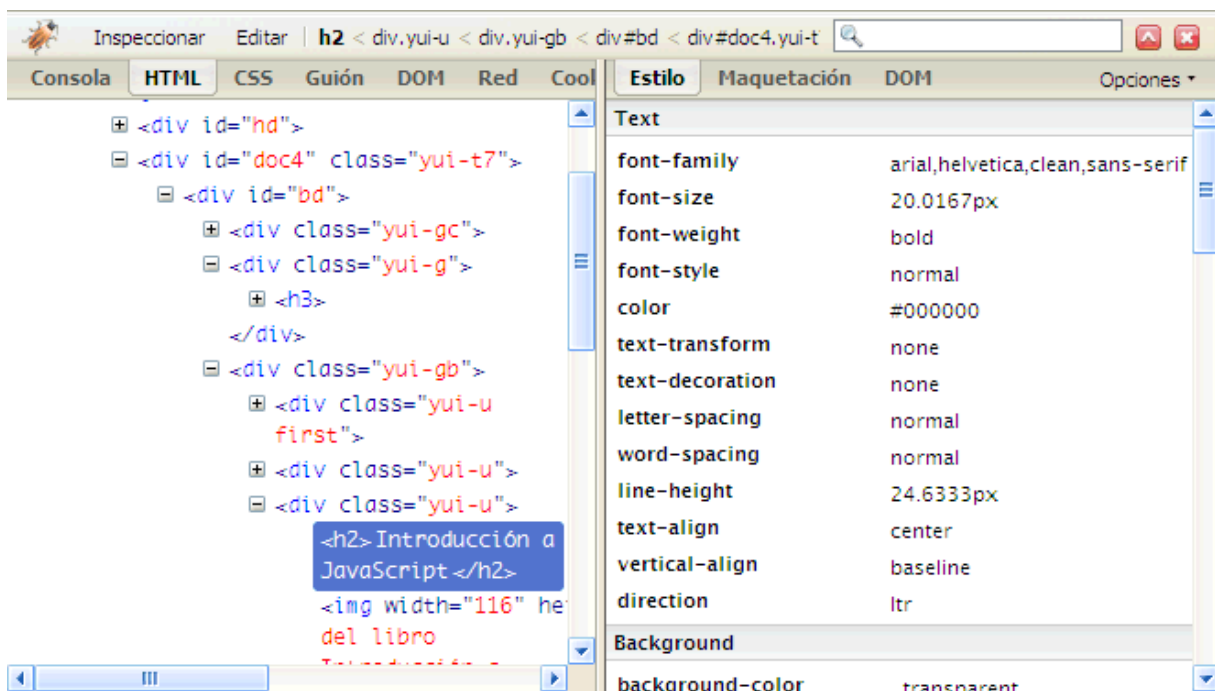 Inspeccionar Editar h2 < div.yui-u < div.yui-gb < div#bd < div#doc4.yui-t
Consola HTML CSS Guión DOM Red Cool
<div id="hd">
<div id="doc4" class="yui-t7">
<div id="bd">
<div class="yui-gc">
<div class="yui-g">
<h3>
</div>
<div class="yui-gb">
<div class="yui-u
first">
<div class="yui-u">
<div class="yui-u">
<h2>Introducción a
JavaScript</h2>
<img width="116" he
del libro
Estilo Maquetación DOM Opciones
Text
font-family arial,helvetica,clean,sans-serif
font-size 20.0167px
font-weight bold
font-style normal
color #000000
text-transform none
text-decoration none
letter-spacing normal
word-spacing normal
line-height 24.6333px
text-align center
vertical-align baseline
direction ltr
Background
background-color transparent